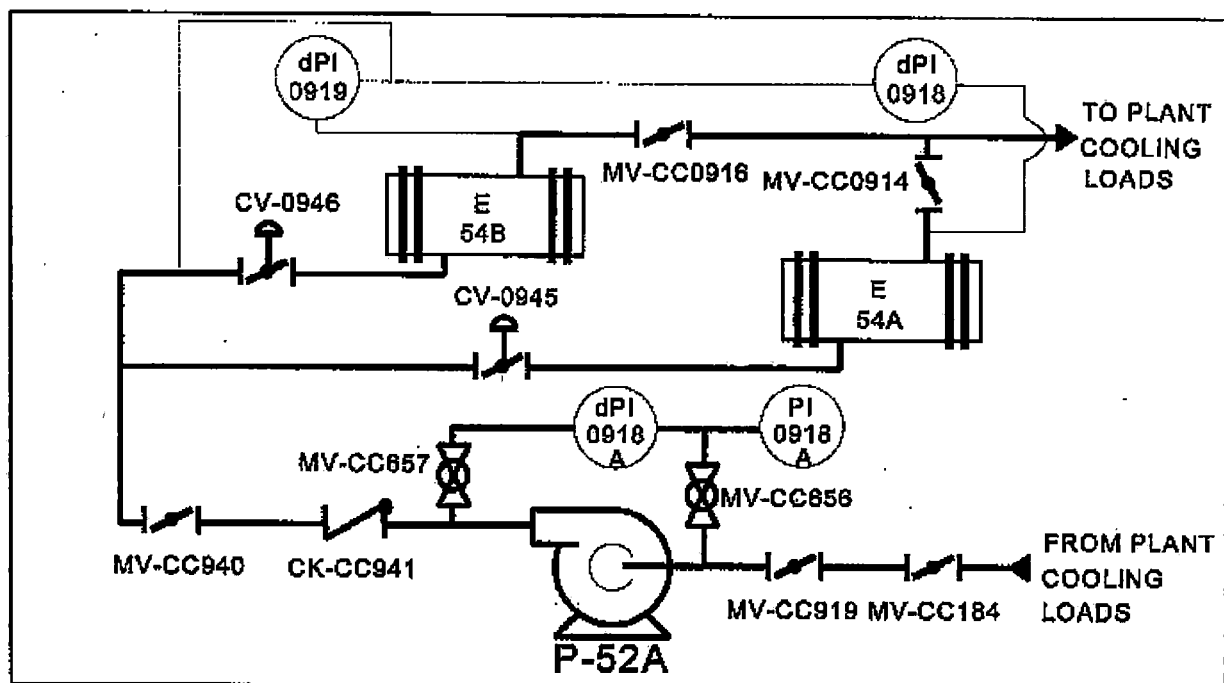 dPI
0919
dPI
0918
TO PLANT
COOLING
LOADS
MV-CC0916
MV-CC0914
CV-0946
E
54B
CV-0945
E
54A
dPI
0918
A
PI
0918
A
MV-CC657
MV-CC656
MV-CC940
CK-CC941
FROM PLANT
COOLING
LOADS
MV-CC919
MV-CC184
P-52A